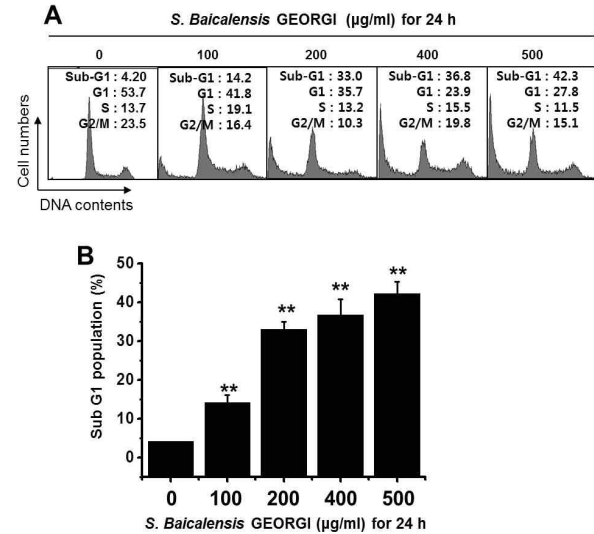 A
S. Baicalensis GEORGI (μg/ml) for 24 h
0 100 200 400 500
Sub-G1 : 4.20
G1 : 53.7
S : 13.7
G2/M : 23.5
Sub-G1 : 14.2
G1 : 41.8
S : 19.1
G2/M : 16.4
Sub-G1 : 33.0
G1 : 35.7
S : 13.2
G2/M : 10.3
Sub-G1 : 36.8
G1 : 23.9
S : 15.5
G2/M : 19.8
Sub-G1 : 42.3
G1 : 27.8
S : 11.5
G2/M : 15.1
Cell numbers
DNA contents
B
Sub G1 population (%)
50
40
30
20
10
0
**
**
**
**
0 100 200 400 500
S. Baicalensis GEORGI (μg/ml) for 24 h